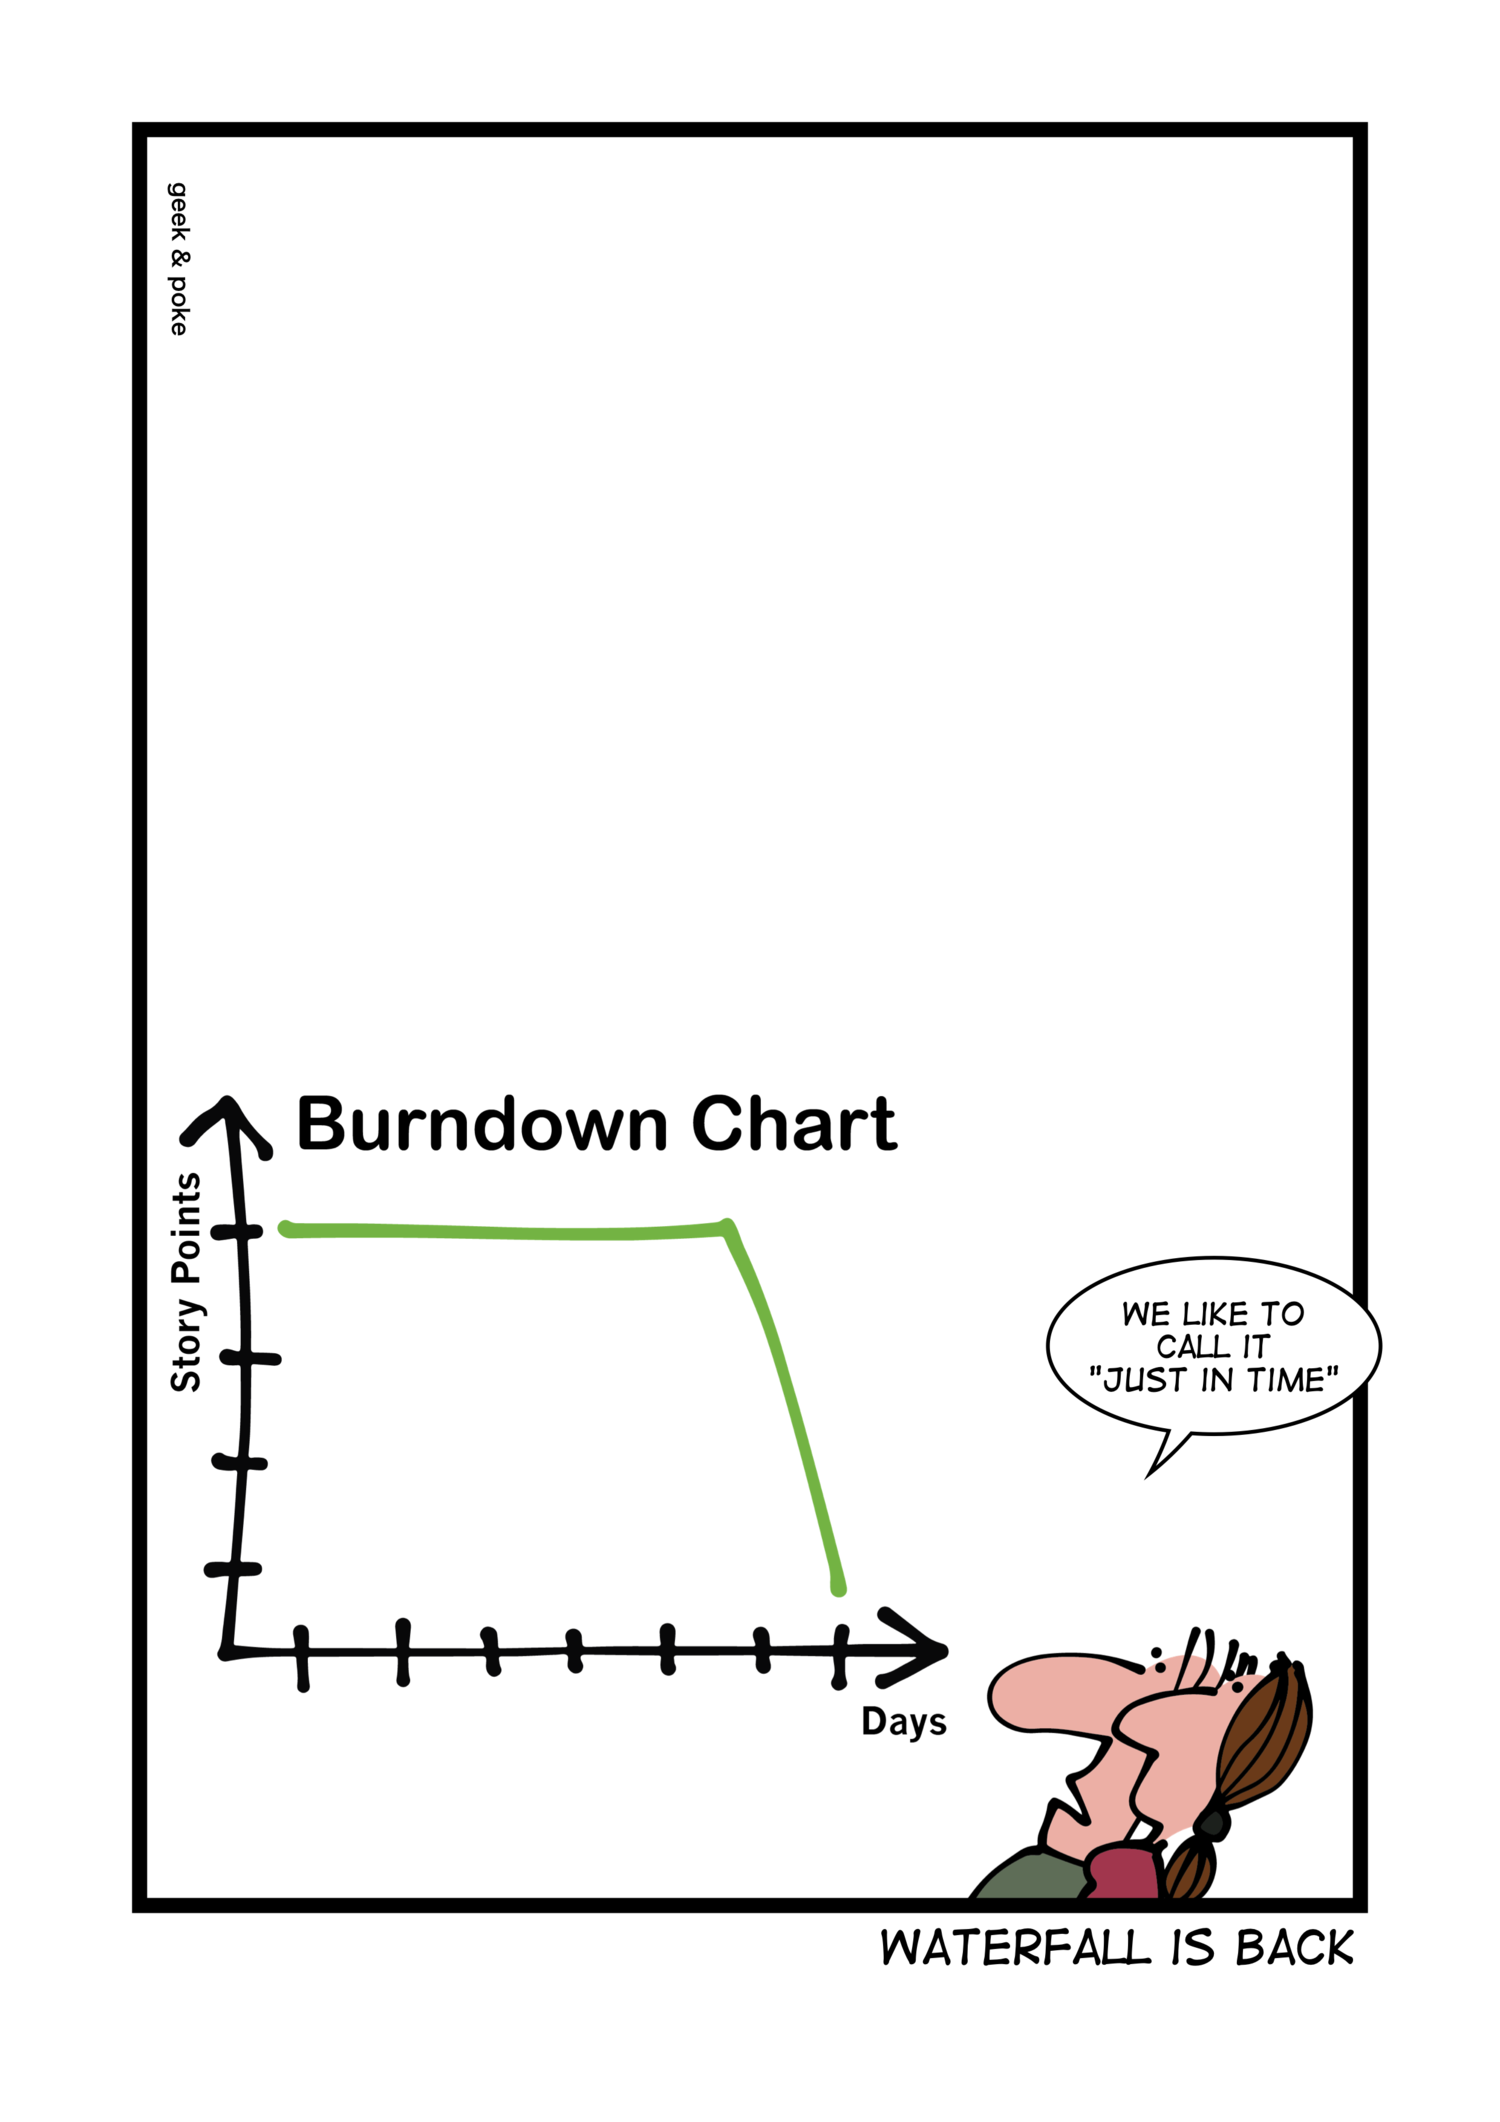 geek & poke
Burndown Chart
Story Points
WE LIKE TO
CALL IT
"JUST IN TIME"
Days
WATERFALL IS BACK